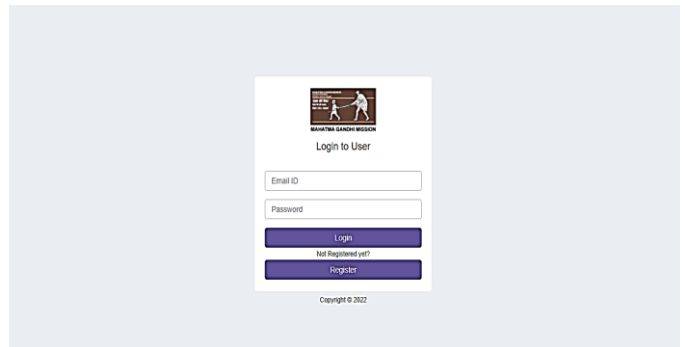 MAHATMA GANDHI MISSION
Login to User
Email ID
Password
Login
Not Registered yet?
Register
Copyright © 2022